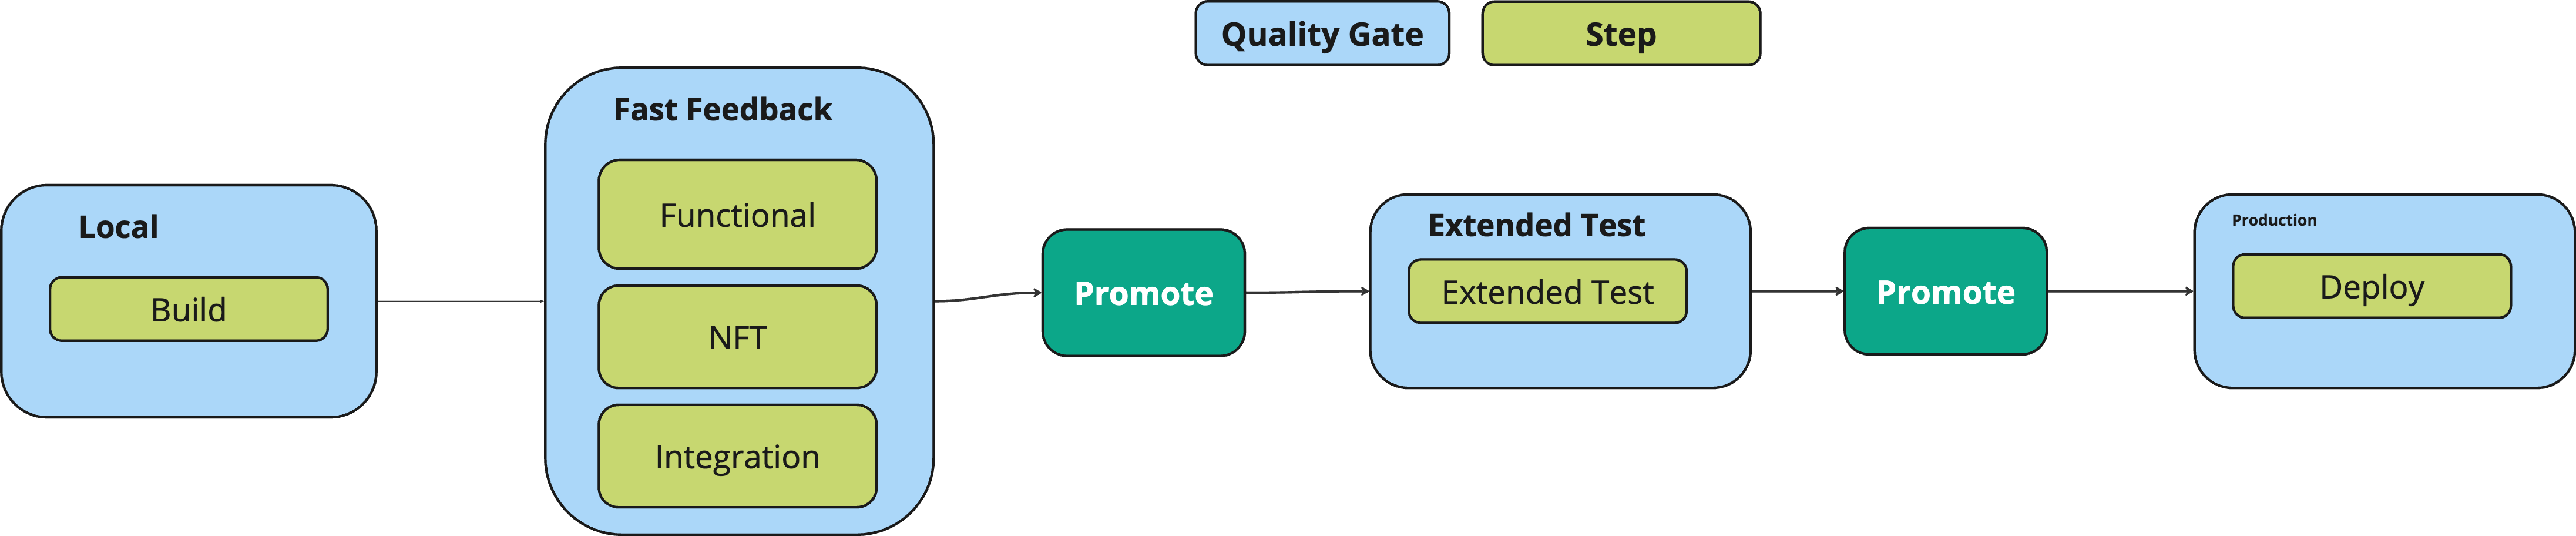 Quality Gate
Step
Local
Build
Fast Feedback
Functional
NFT
Integration
Promote
Extended Test
Extended Test
Promote
Production
Deploy